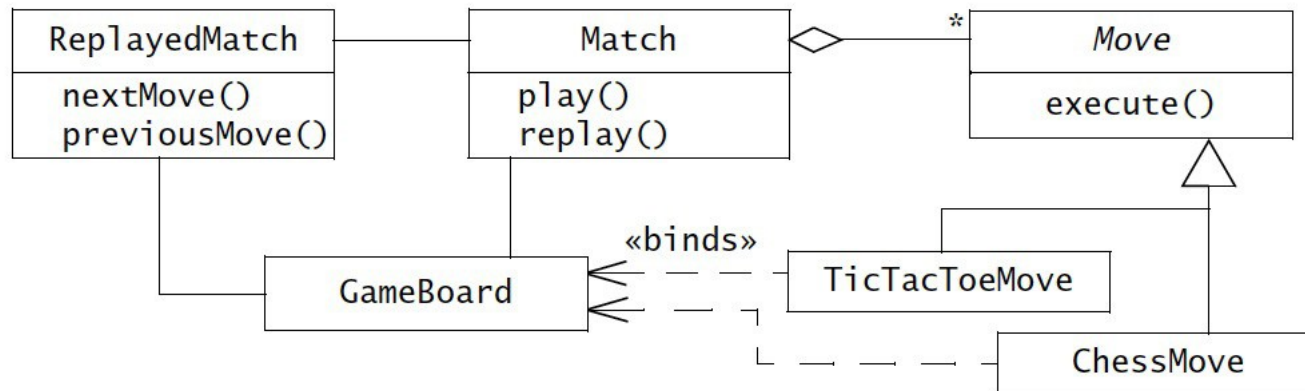 ReplayedMatch
nextMove()
previousMove()
Match
play()
replay()
*
Move
execute()
«binds»
GameBoard
TicTacToeMove
ChessMove